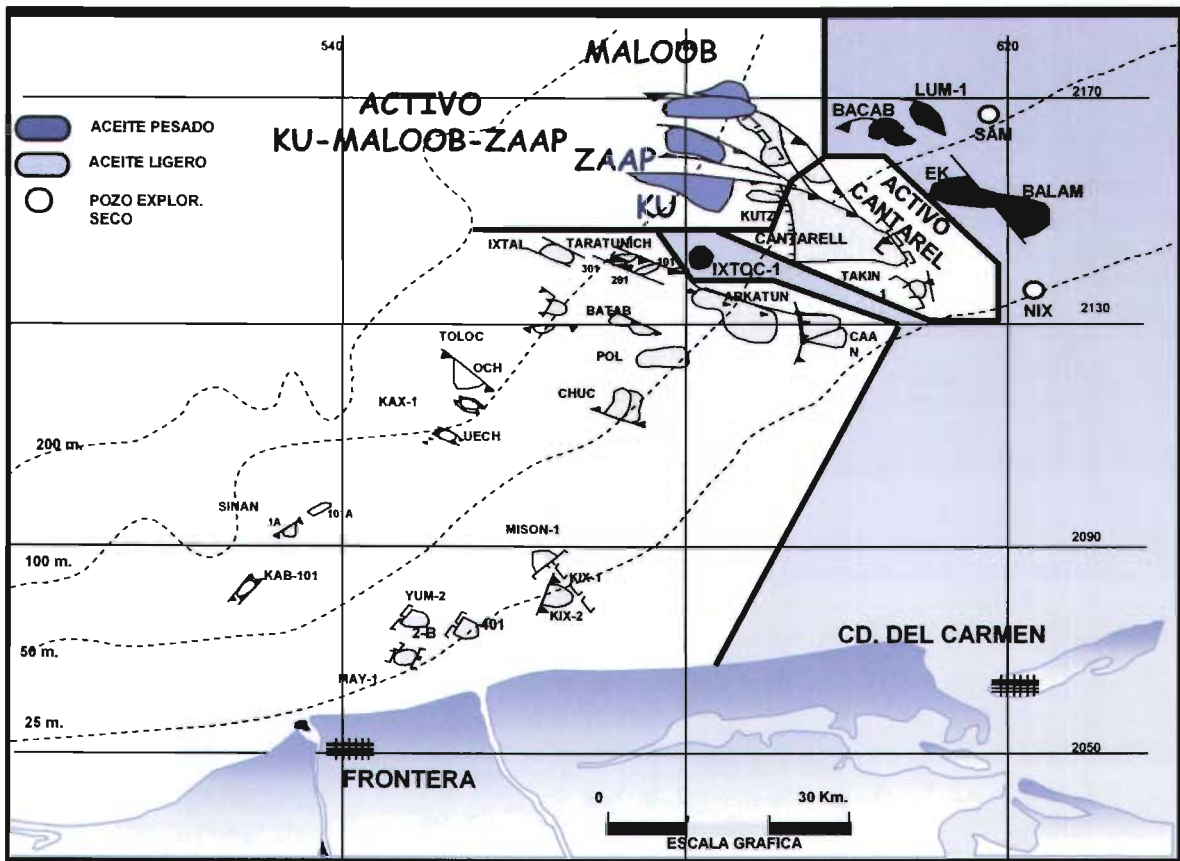 540
620
MALOOB
2170
LUM-1
BACAB
SAM
ACTIVO
KU-MALOOB-ZAAP
ACEITE PESADO
ACEITE LIGERO
POZO EXPLOR.
SECO
ZAAP
KU
KUTZ
EK
BALAM
ACTIVO
CANTAREL
L
CANTARELL
IXTAL
TARATUNICH
301
201
101
IXTOC-1
TAKIN
1
NIX
2130
ARKATUN
BATAB
CAA
N
TOLOC
OCH
POL
KAX-1
CHUC
UECH
200 m.
SINAN
1A
101A
MISON-1
2090
100 m.
KAB-101
KIX-1
KIX-2
YUM-2
2-B
401
MAY-1
50 m.
CD. DEL CARMEN
25 m.
2050
FRONTERA
0
30 Km.
ESCALA GRAFICA